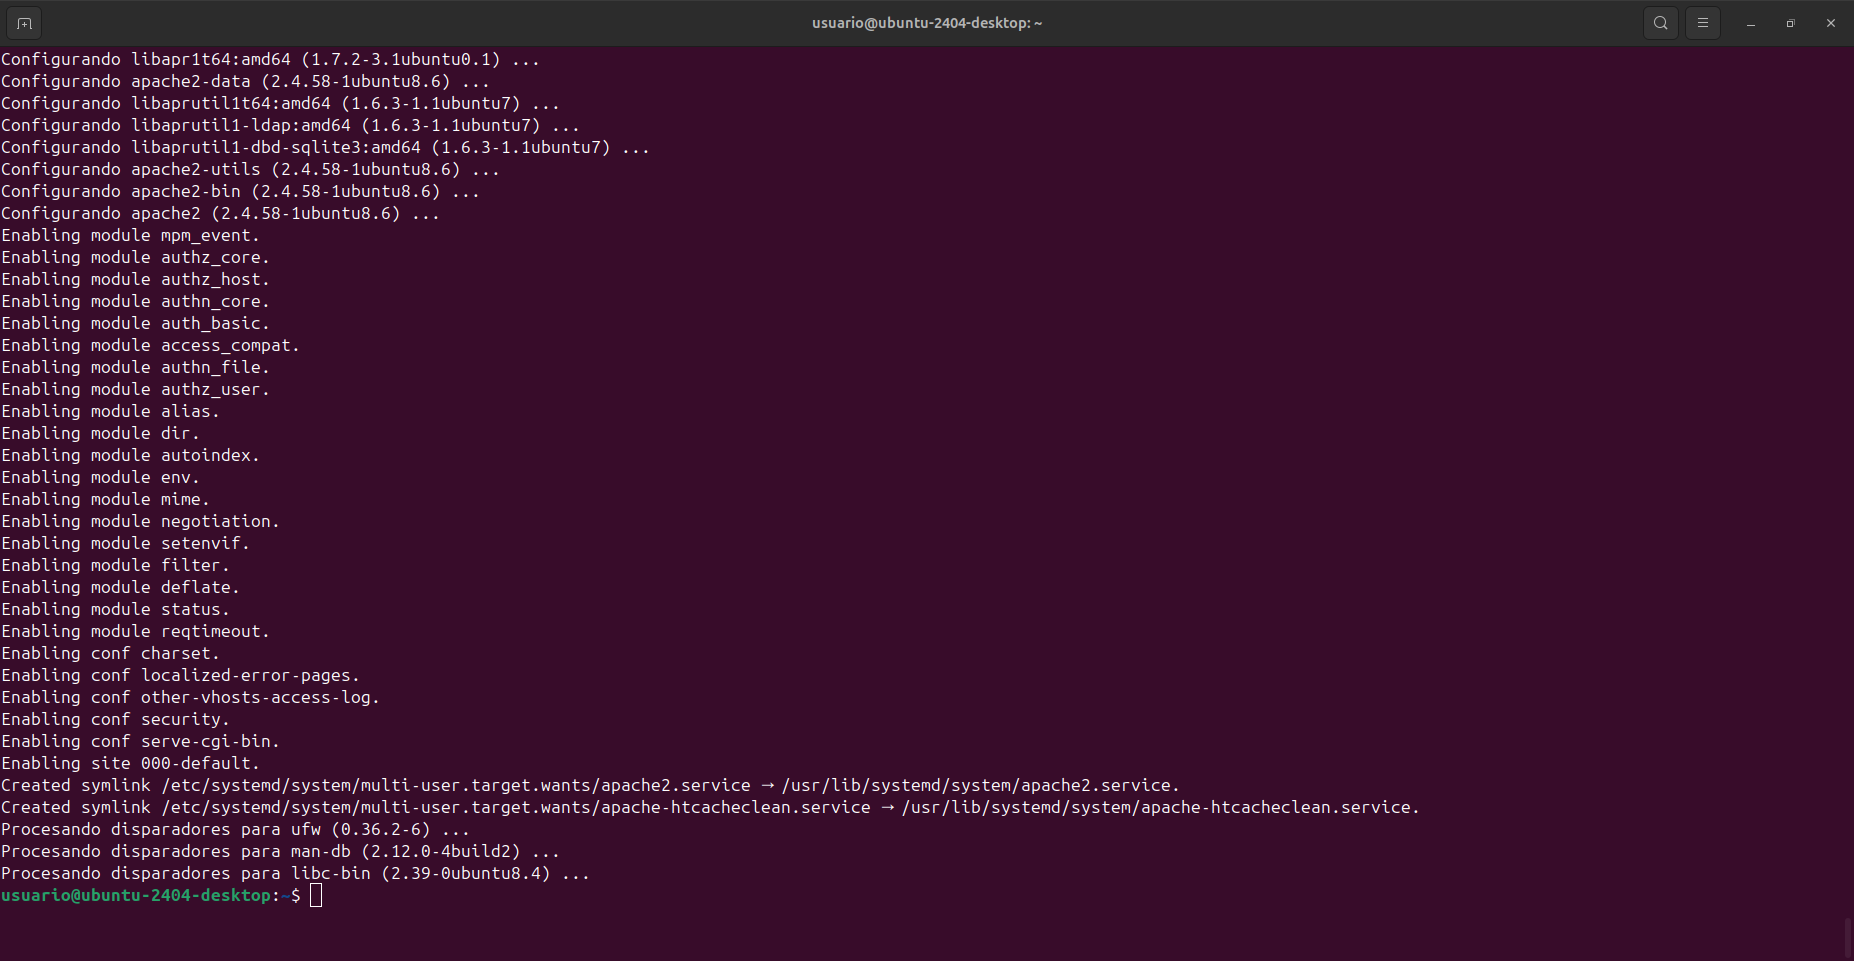 usuario@ubuntu-2404-desktop: ~
Configurando libapr1t64:amd64 (1.7.2-3.1ubuntu0.1) ...
Configurando apache2-data (2.4.58-1ubuntu8.6) ...
Configurando libaprutil1t64:amd64 (1.6.3-1.1ubuntu7) ...
Configurando libaprutil1-ldap:amd64 (1.6.3-1.1ubuntu7) ...
Configurando libaprutil1-dbd-sqlite3:amd64 (1.6.3-1.1ubuntu7) ...
Configurando apache2-utils (2.4.58-1ubuntu8.6) ...
Configurando apache2-bin (2.4.58-1ubuntu8.6) ...
Configurando apache2 (2.4.58-1ubuntu8.6) ...
Enabling module mpm_event.
Enabling module authz_core.
Enabling module authz_host.
Enabling module authn_core.
Enabling module auth_basic.
Enabling module access_compat.
Enabling module authn_file.
Enabling module authz_user.
Enabling module alias.
Enabling module dir.
Enabling module autoindex.
Enabling module env.
Enabling module mime.
Enabling module negotiation.
Enabling module setenvif.
Enabling module filter.
Enabling module deflate.
Enabling module status.
Enabling module reqtimeout.
Enabling conf charset.
Enabling conf localized-error-pages.
Enabling conf other-vhosts-access-log.
Enabling conf security.
Enabling conf serve-cgi-bin.
Enabling site 000-default.
Created symlink /etc/systemd/system/multi-user.target.wants/apache2.service → /usr/lib/systemd/system/apache2.service.
Created symlink /etc/systemd/system/multi-user.target.wants/apache-htcacheclean.service → /usr/lib/systemd/system/apache-htcacheclean.service.
Procesando disparadores para ufw (0.36.2-6) ...
Procesando disparadores para man-db (2.12.0-4build2) ...
Procesando disparadores para libc-bin (2.39-0ubuntu8.4) ...
usuario@ubuntu-2404-desktop:~$